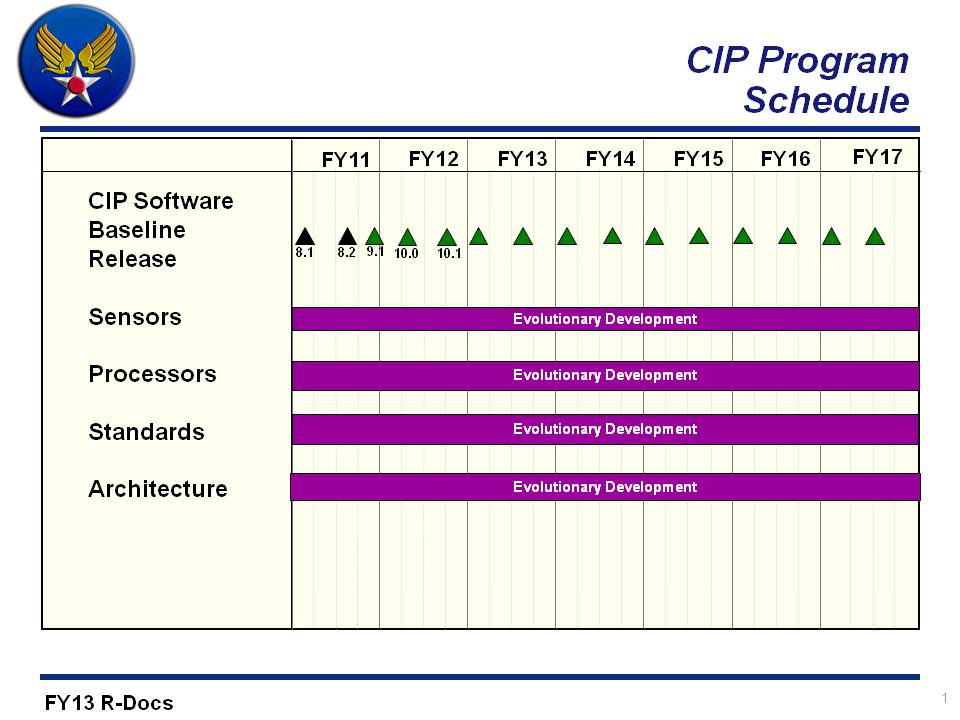 CIP Program
Schedule
FY11 FY12 FY13 FY14 FY15 FY16 FY17
CIP Software
Baseline
Release
8.1 8.2 9.1 10.0 10.1
Sensors
Evolutionary Development
Processors
Evolutionary Development
Standards
Evolutionary Development
Architecture
Evolutionary Development
FY13 R-Docs
1